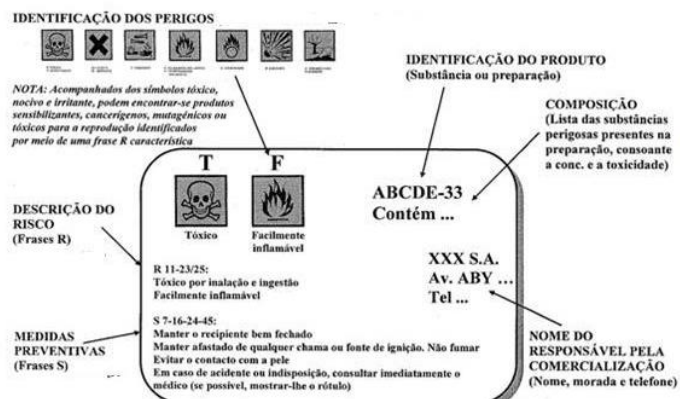 IDENTIFICAÇÃO DOS PERIGOS
NOTA: Acompanhados dos símbolos tóxico,
nocivo e irritante, podem encontrar-se produtos
sensibilizantes, cancerígenos, mutagénicos ou
tóxicos para a reprodução identificados
por meio de uma frase R característica
IDENTIFICAÇÃO DO PRODUTO
(Substância ou preparação)
COMPOSIÇÃO
(Lista das substâncias
perigosas presentes na
preparação, consoante
a conc. e a toxicidade)
T F
Tóxico
Facilmente
inflamável
ABCDE-33
Contém ...
DESCRIÇÃO DO
RISCO
(Frases R)
R 11-23/25:
Tóxico por inalação e ingestão
Facilmente inflamável
XXX S.A.
Av. ABY ...
Tel ...
MEDIDAS
PREVENTIVAS
(Frases S)
S 7-16-24-45:
Manter o recipiente bem fechado
Manter afastado de qualquer chama ou fonte de ignição. Não fumar
Evitar o contacto com a pele
Em caso de acidente ou indisposição, consultar imediatamente o
médico (se possível, mostrar-lhe o rótulo)
NOME DO
RESPONSÁVEL PELA
COMERCIALIZAÇÃO
(Nome, morada e telefone)